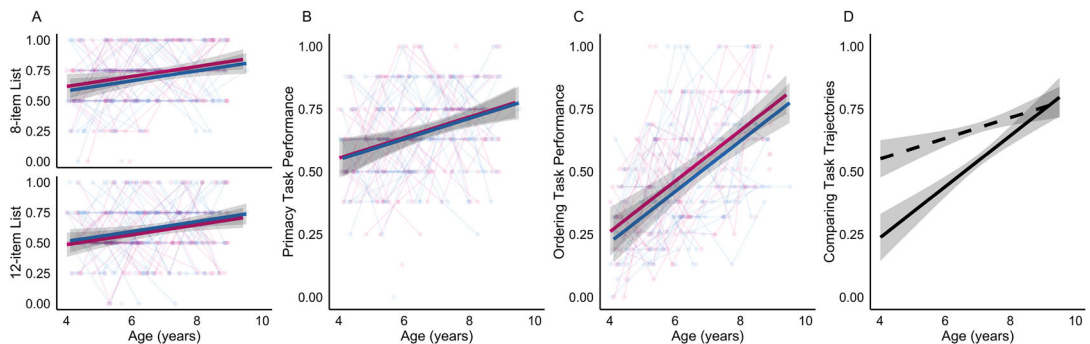 A
8-item List
1.00
0.75
0.50
0.25
0.00
12-item List
1.00
0.75
0.50
0.25
0.00
4 6 8 10
Age (years)
B
Primacy Task Performance
1.00
0.75
0.50
0.25
0.00
4 6 8 10
Age (years)
C
Ordering Task Performance
1.00
0.75
0.50
0.25
0.00
4 6 8 10
Age (years)
D
Comparing Task Trajectories
1.00
0.75
0.50
0.25
0.00
4 6 8 10
Age (years)